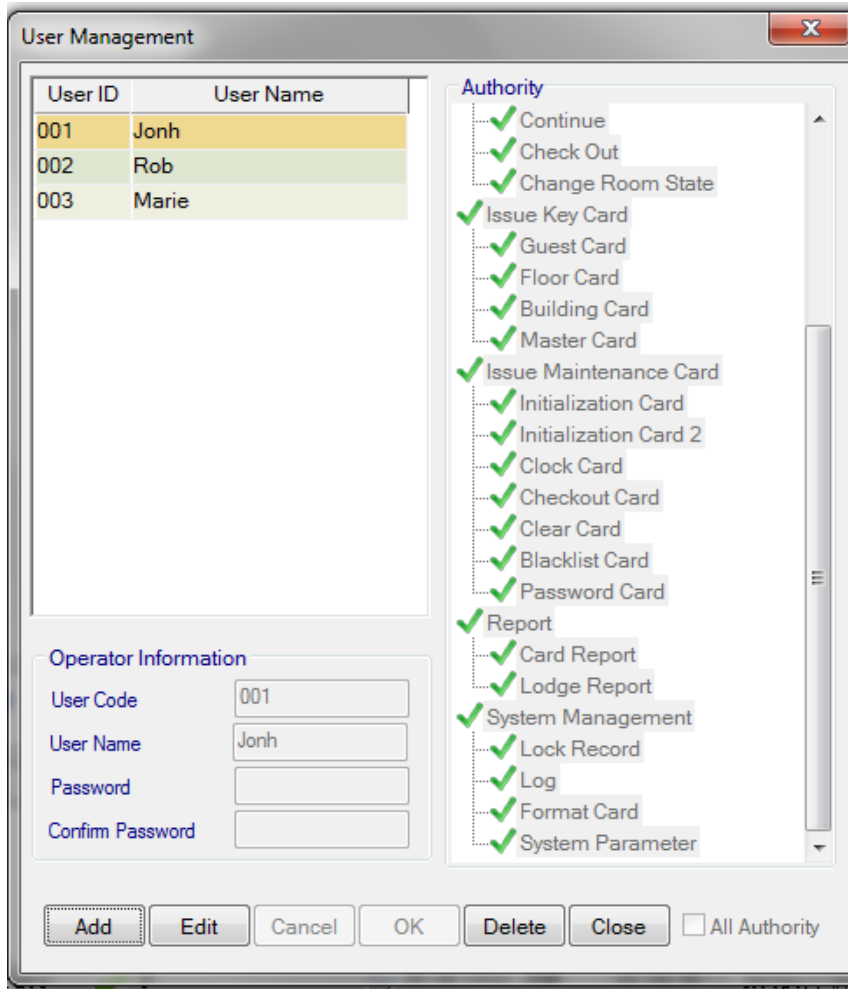 User Management
User ID User Name
001 Jonh
002 Rob
003 Marie
Authority
Continue
Check Out
Change Room State
Issue Key Card
Guest Card
Floor Card
Building Card
Master Card
Issue Maintenance Card
Initialization Card
Initialization Card 2
Clock Card
Checkout Card
Clear Card
Blacklist Card
Password Card
Report
Card Report
Lodge Report
System Management
Lock Record
Log
Format Card
System Parameter
Operator Information
User Code 001
User Name Jonh
Password
Confirm Password
Add Edit Cancel OK Delete Close All Authority